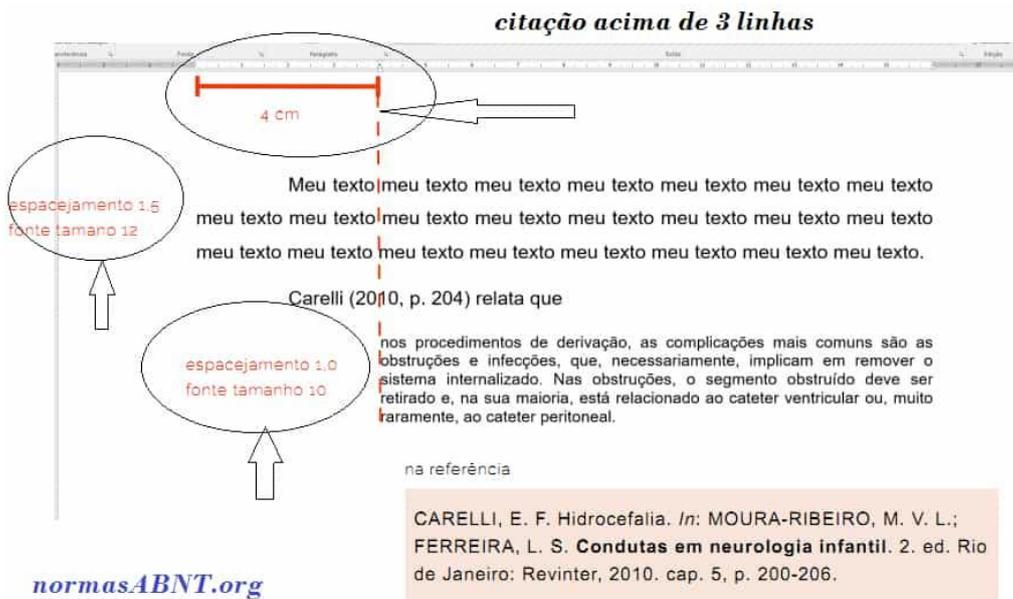 citação acima de 3 linhas
Fonte
Parágrafo
Estilo
Edição
4 cm
espacejamento 1,5
fonte tamano 12
Meu texto meu texto meu texto meu texto meu texto meu texto meu texto
meu texto meu texto meu texto meu texto meu texto meu texto meu texto meu texto
meu texto meu texto meu texto meu texto meu texto meu texto meu texto meu texto.
Carelli (2010, p. 204) relata que
espacejamento 1,0
fonte tamanho 10
nos procedimentos de derivação, as complicações mais comuns são as
obstruções e infecções, que, necessariamente, implicam em remover o
sistema internalizado. Nas obstruções, o segmento obstruído deve ser
retirado e, na sua maioria, está relacionado ao cateter ventricular ou, muito
raramente, ao cateter peritoneal.
na referência
CARELLI, E. F. Hidrocefalia. In: MOURA-RIBEIRO, M. V. L.;
FERREIRA, L. S. Condutas em neurologia infantil. 2. ed. Rio
de Janeiro: Revinter, 2010. cap. 5, p. 200-206.
normasABNT.org